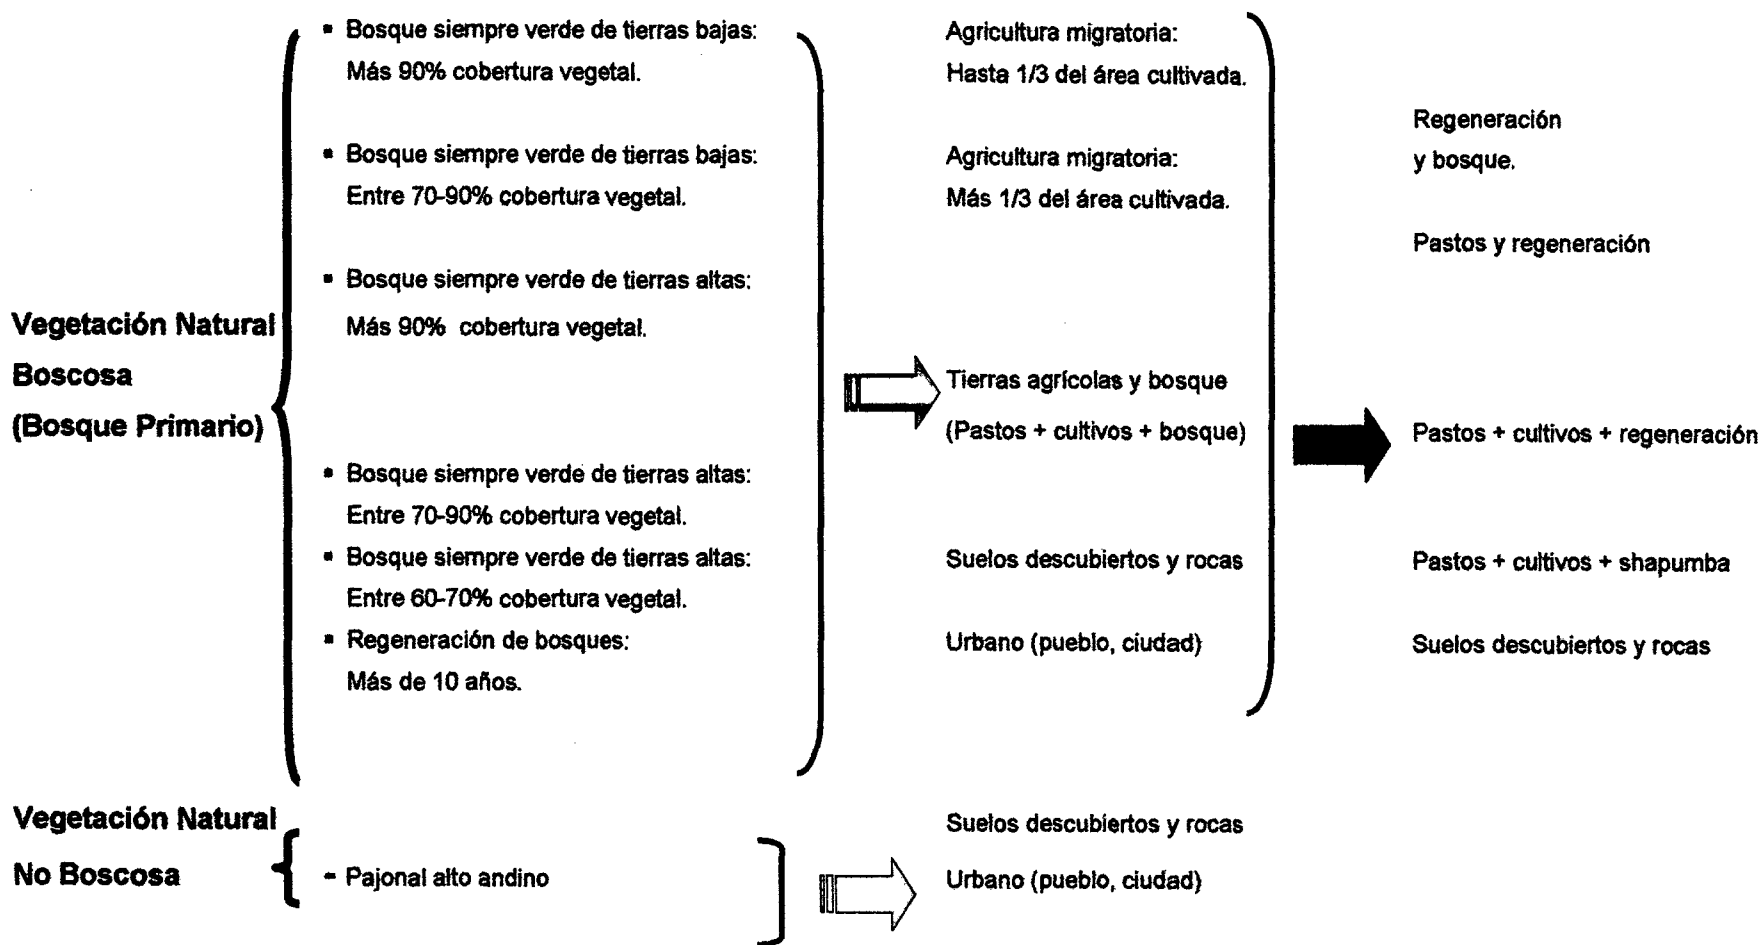 Vegetación Natural
Boscosa
(Bosque Primario)
▪ Bosque siempre verde de tierras bajas:
Más 90% cobertura vegetal.
▪ Bosque siempre verde de tierras bajas:
Entre 70-90% cobertura vegetal.
▪ Bosque siempre verde de tierras altas:
Más 90% cobertura vegetal.
▪ Bosque siempre verde de tierras altas:
Entre 70-90% cobertura vegetal.
▪ Bosque siempre verde de tierras altas:
Entre 60-70% cobertura vegetal.
▪ Regeneración de bosques:
Más de 10 años.
Agricultura migratoria:
Hasta 1/3 del área cultivada.
Agricultura migratoria:
Más 1/3 del área cultivada.
Tierras agrícolas y bosque
(Pastos + cultivos + bosque)
Suelos descubiertos y rocas
Urbano (pueblo, ciudad)
Regeneración
y bosque.
Pastos y regeneración
Pastos + cultivos + regeneración
Pastos + cultivos + shapumba
Suelos descubiertos y rocas
Vegetación Natural
No Boscosa
- Pajonal alto andino
Suelos descubiertos y rocas
Urbano (pueblo, ciudad)